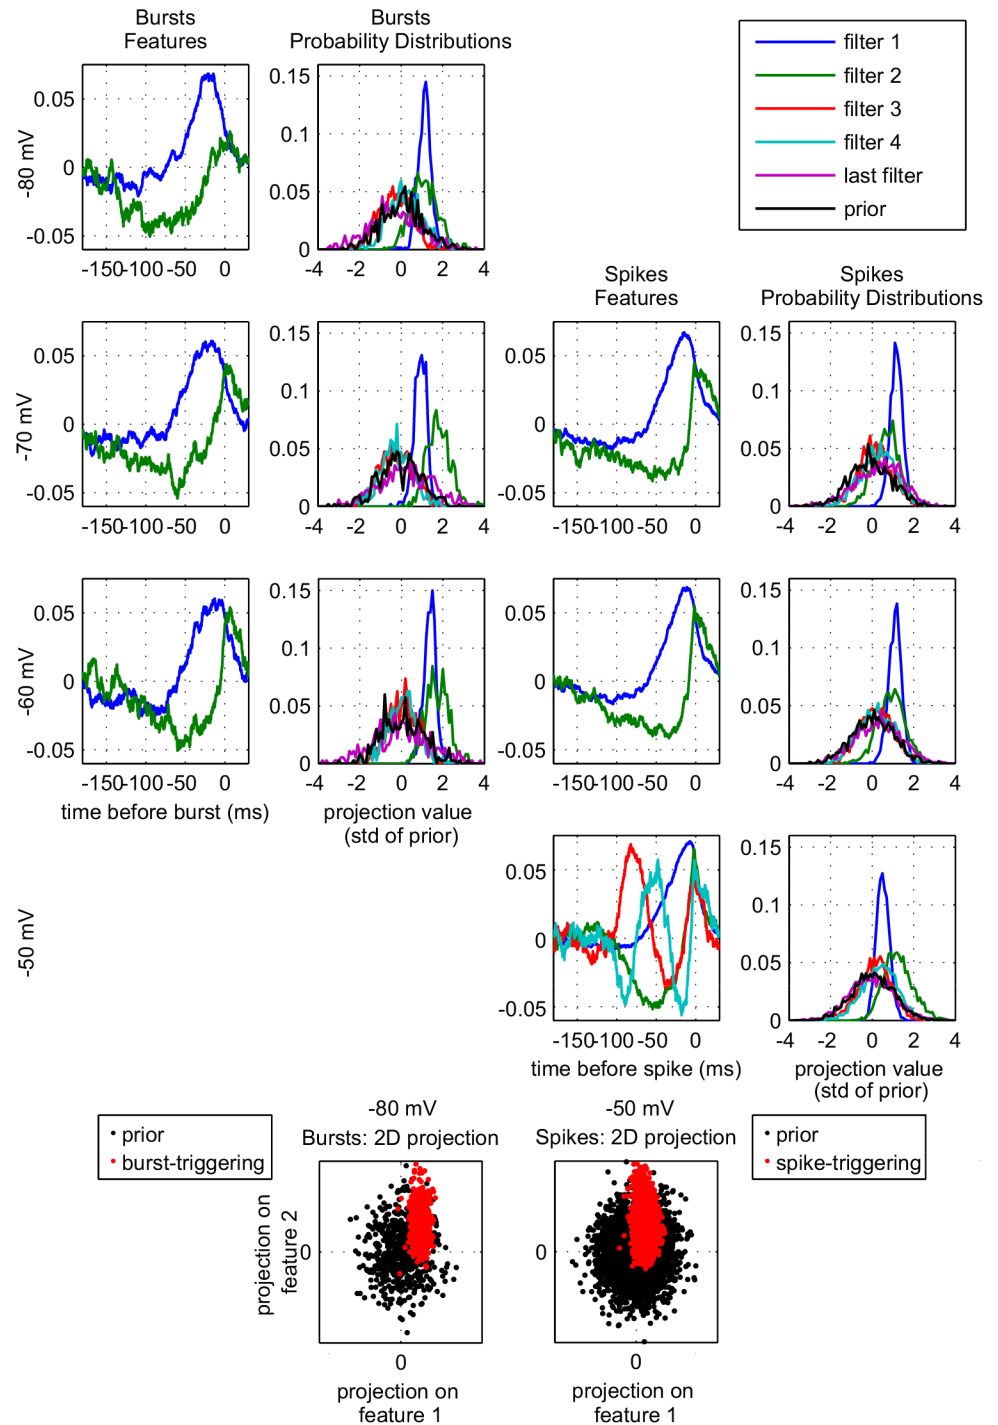 Bursts
Features
Bursts
Probability Distributions
filter 1
filter 2
filter 3
filter 4
last filter
prior
-80 mV
0.05
0
-0.05
-150 -100 -50 0
0.15
0.1
0.05
0
-4 -2 0 2 4
Spikes
Features
Spikes
Probability Distributions
-70 mV
0.05
0
-0.05
-150 -100 -50 0
0.15
0.1
0.05
0
-4 -2 0 2 4
0.05
0
-0.05
-150 -100 -50 0
0.15
0.1
0.05
0
-4 -2 0 2 4
-60 mV
0.05
0
-0.05
-150 -100 -50 0
time before burst (ms)
0.15
0.1
0.05
0
-4 -2 0 2 4
projection value
(std of prior)
0.05
0
-0.05
-150 -100 -50 0
0.15
0.1
0.05
0
-4 -2 0 2 4
-50 mV
0.05
0
-0.05
-150 -100 -50 0
time before spike (ms)
0.15
0.1
0.05
0
-4 -2 0 2 4
projection value
(std of prior)
prior
burst-triggering
-80 mV
Bursts: 2D projection
projection on
feature 2
0
0
projection on
feature 1
-50 mV
Spikes: 2D projection
0
0
projection on
feature 1
prior
spike-triggering